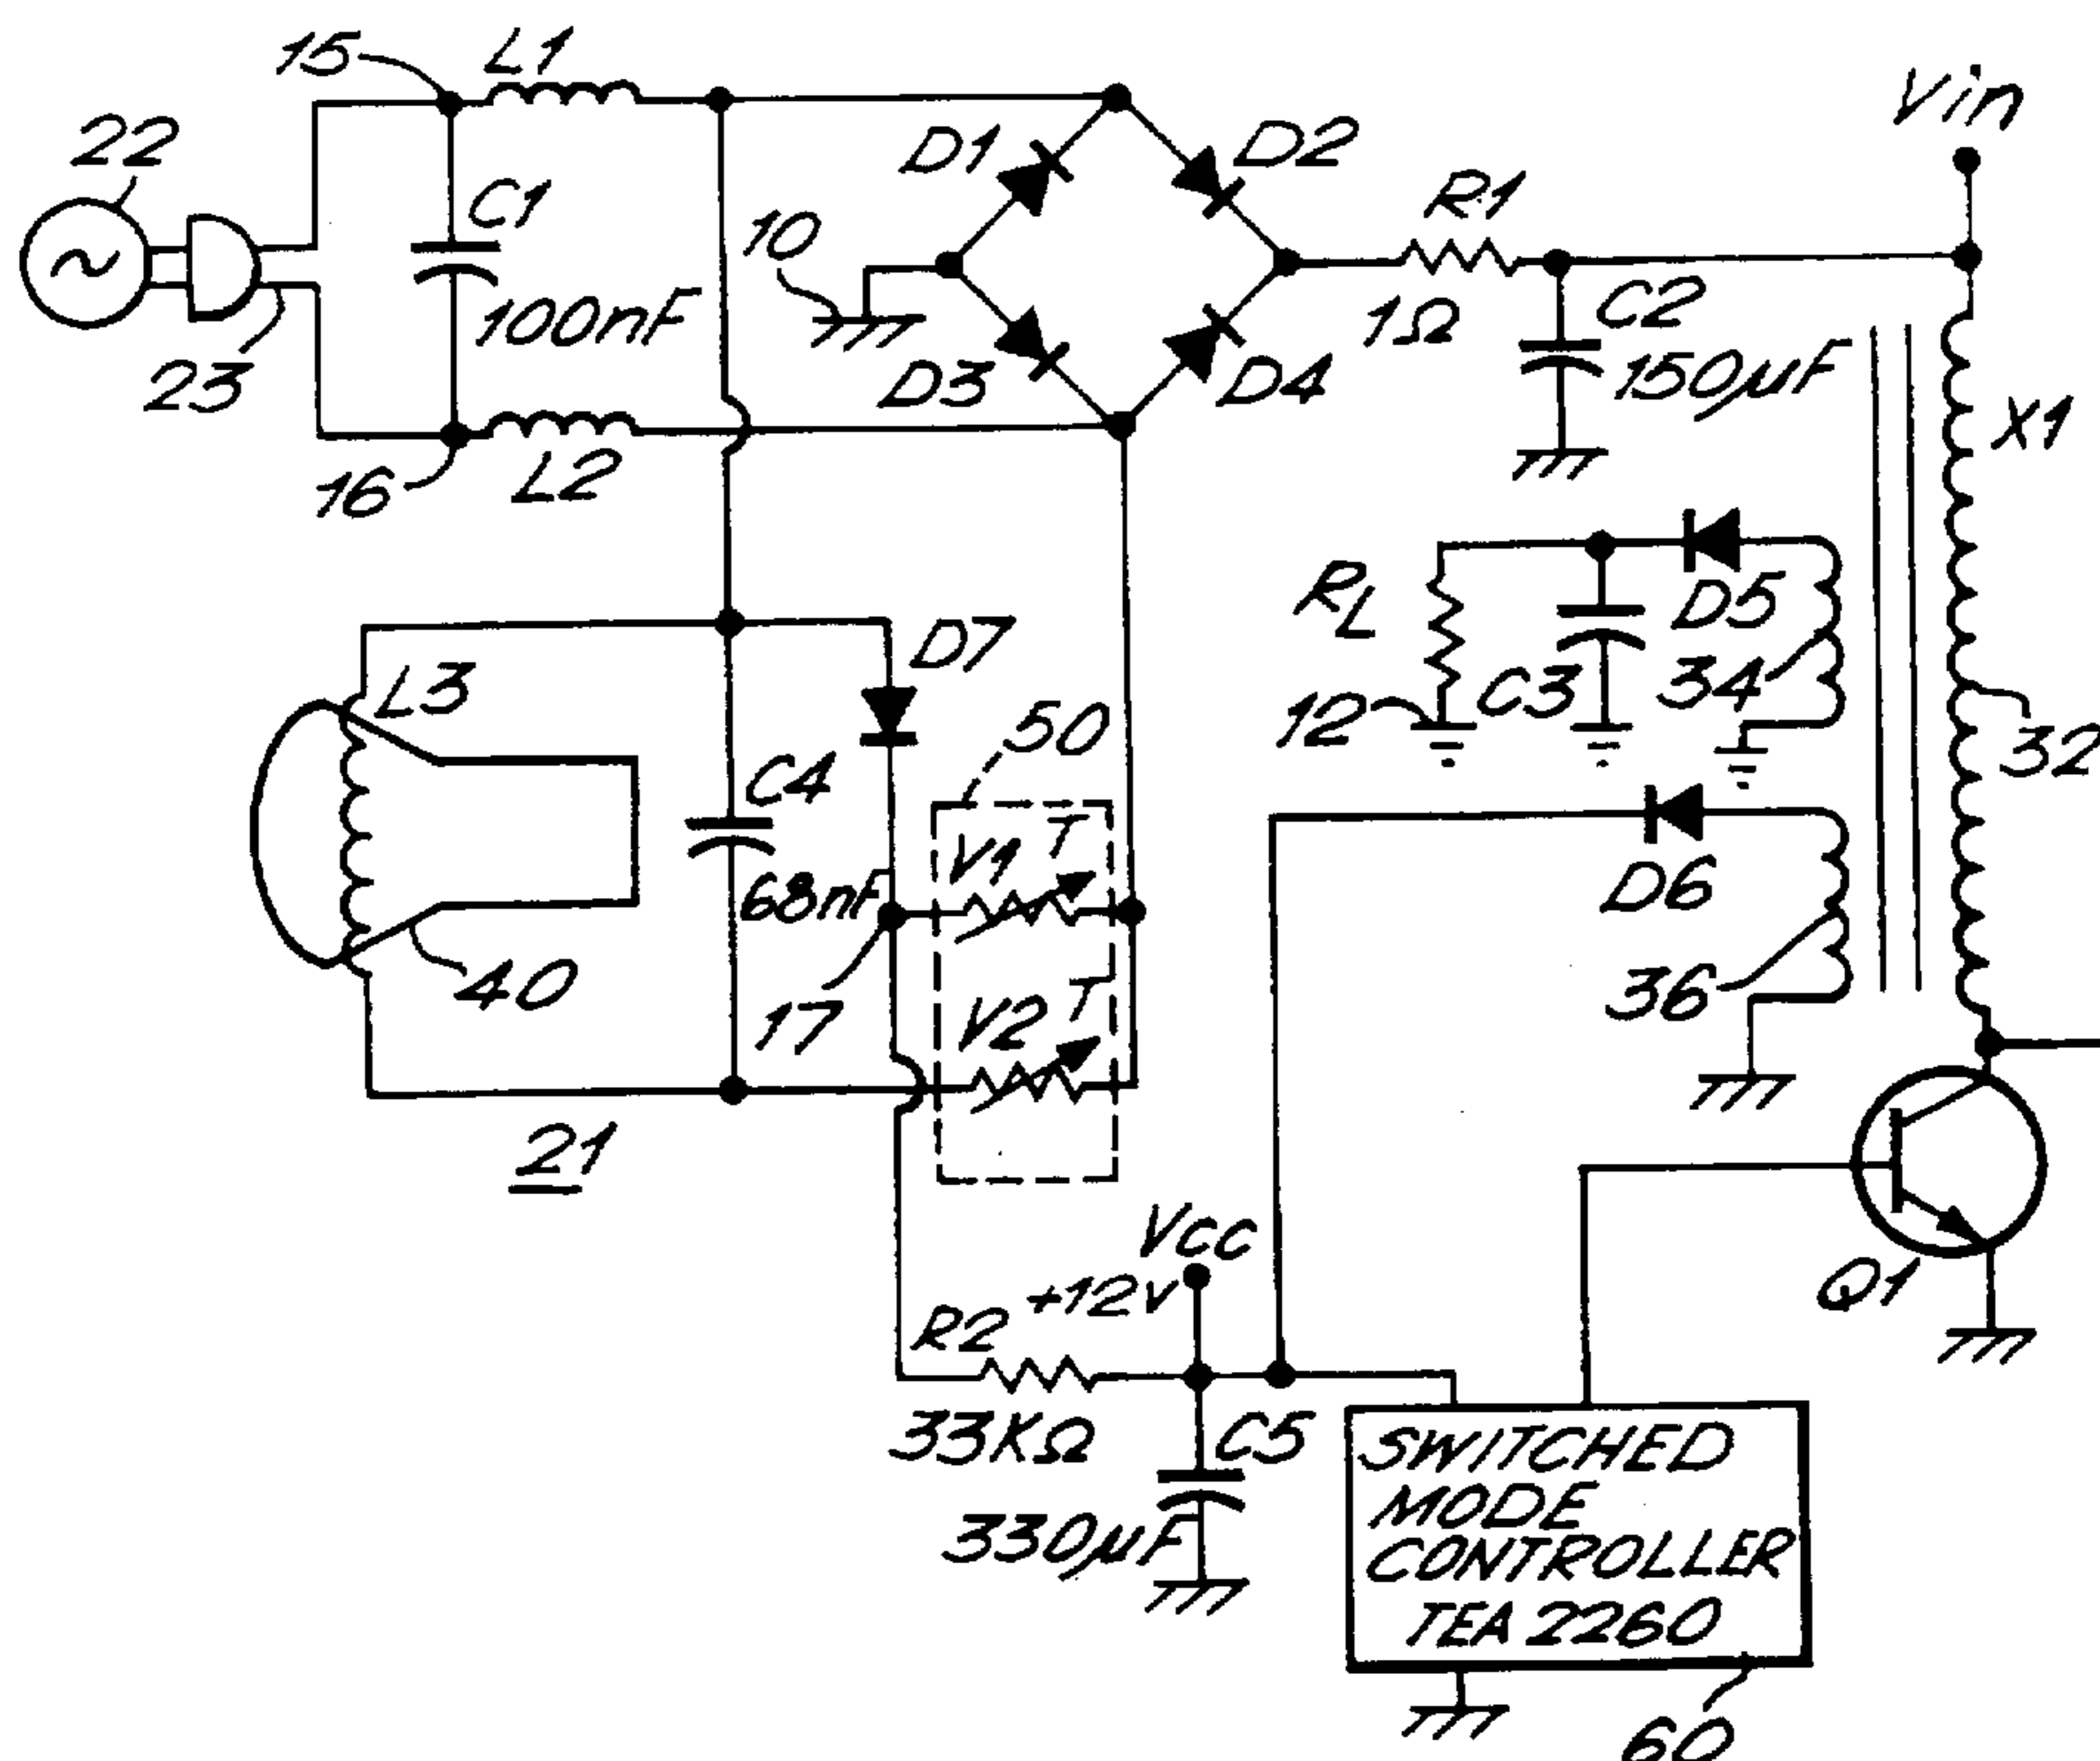 15
L1
Vin
22
D1
D2
C1
R1
10
100nF
1Ω
C2
23
D3
D4
150µF
X1
16
L2
RL
D5
D7
L3
34
50
12
C3
32
C4
V1
T
68nF
D6
40
17
V2
T
36
21
VCC
+12V
Q1
R2
33KΩ
C5
330µF
SWITCHED
MODE
CONTROLLER
TEA 2260
60